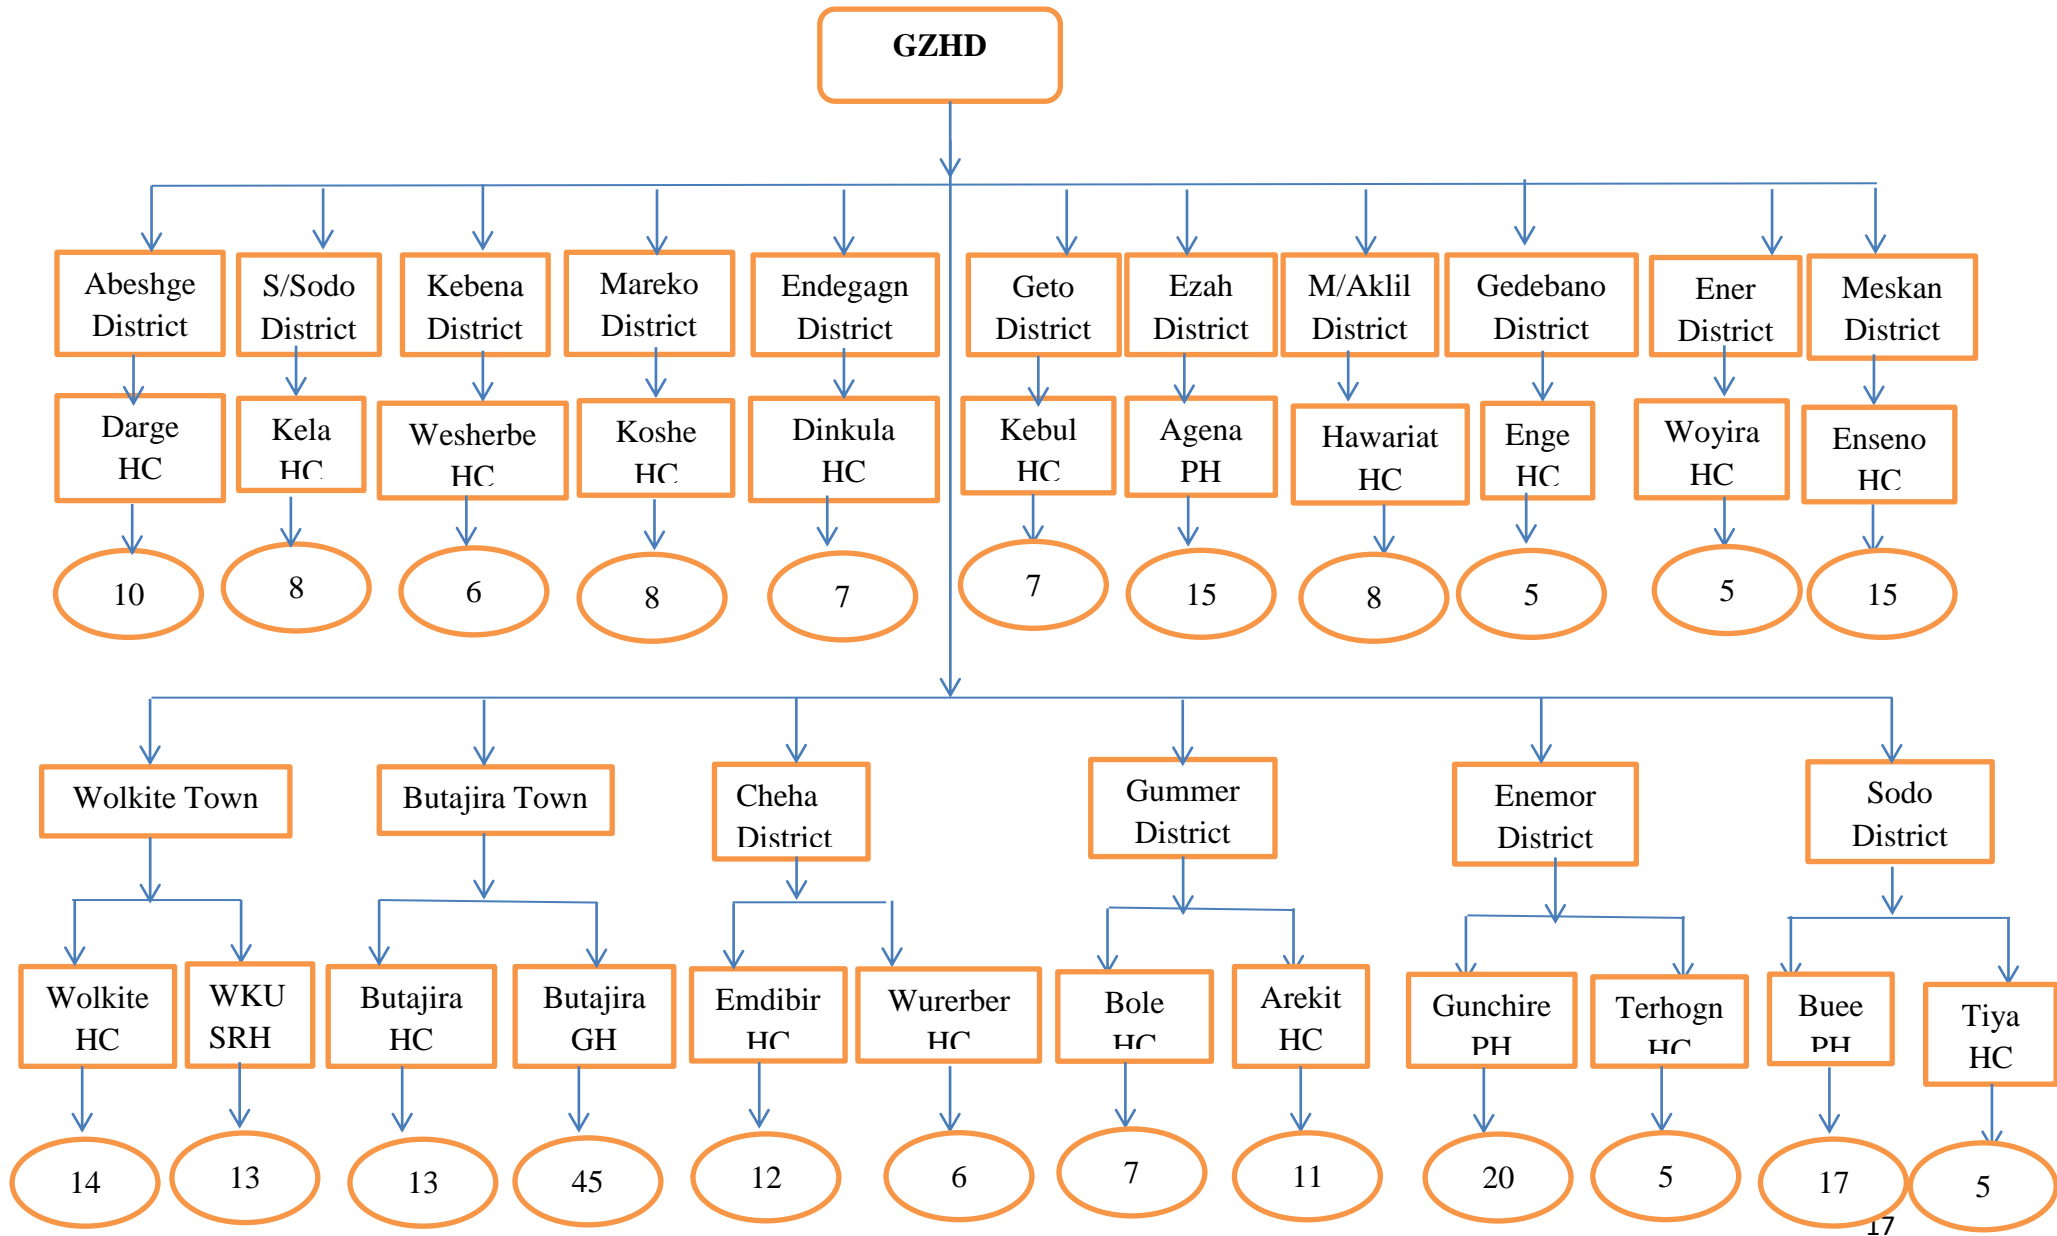 GZHD
Abeshge
District
S/Sodo
District
Kebena
District
Mareko
District
Endegagn
District
Geto
District
Ezah
District
M/Aklil
District
Gedebano
District
Ener
District
Meskan
District
Darge
HC
Kela
HC
Wesherbe
HC
Koshe
HC
Dinkula
HC
Kebul
HC
Agena
PH
Hawariat
HC
Enge
HC
Woyira
HC
Enseno
HC
10
8
6
8
7
7
15
8
5
5
15
Wolkite Town
Butajira Town
Cheha
District
Gummer
District
Enemor
District
Sodo
District
Wolkite
HC
WKU
SRH
Butajira
HC
Butajira
GH
Emdibir
HC
Wurerber
HC
Bole
HC
Arekit
HC
Gunchire
PH
Terhogn
HC
Buee
PH
Tiya
HC
14
13
13
45
12
6
7
11
20
5
17
5
17